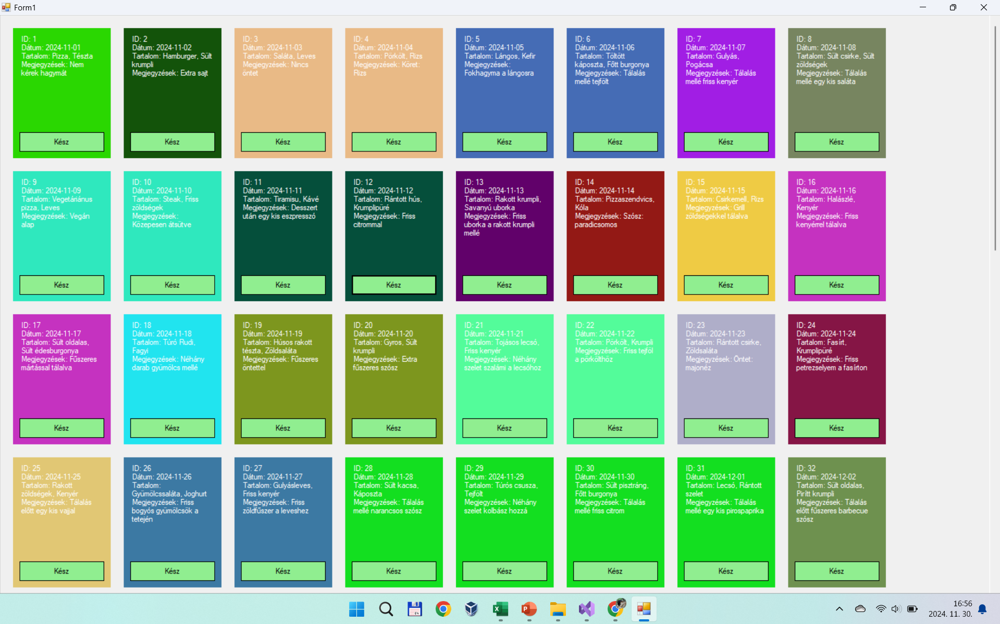 Form1
ID: 1
Dátum: 2024-11-01
Tartalom: Pizza, Tészta
Megjegyzések: Nem
kérek hagymát
Kész
ID: 2
Dátum: 2024-11-02
Tartalom: Hamburger, Sült
krumpli
Megjegyzések: Extra sajt
Kész
ID: 3
Dátum: 2024-11-03
Tartalom: Saláta, Leves
Megjegyzések: Nincs
öntet
Kész
ID: 4
Dátum: 2024-11-04
Tartalom: Pörkölt, Rizs
Megjegyzések: Köret:
Rizs
Kész
ID: 5
Dátum: 2024-11-05
Tartalom: Lángos, Kefir
Megjegyzések:
Fokhagyma a lángosra
Kész
ID: 6
Dátum: 2024-11-06
Tartalom: Töltött
káposzta, Főtt burgonya
Megjegyzések: Tálalás
mellé tejfölt
Kész
ID: 7
Dátum: 2024-11-07
Tartalom: Gulyás,
Pogácsa
Megjegyzések: Tálalás
mellé friss kenyér
Kész
ID: 8
Dátum: 2024-11-08
Tartalom: Sült csirke, Sült
zöldségek
Megjegyzések: Tálalás
mellé egy kis saláta
Kész
ID: 9
Dátum: 2024-11-09
Tartalom: Vegetáriánus
pizza, Leves
Megjegyzések: Vegán
alap
Kész
ID: 10
Dátum: 2024-11-10
Tartalom: Steak, Friss
zöldségek
Megjegyzések:
Közepesen átsütve
Kész
ID: 11
Dátum: 2024-11-11
Tartalom: Tiramisu, Kávé
Megjegyzések: Desszert
után egy kis eszpresszó
Kész
ID: 12
Dátum: 2024-11-12
Tartalom: Rántott hús,
Krumplipüré
Megjegyzések: Friss
citrommal
Kész
ID: 13
Dátum: 2024-11-13
Tartalom: Rakott krumpli,
Savanyú uborka
Megjegyzések: Friss
uborka a rakott krumpli
mellé
Kész
ID: 14
Dátum: 2024-11-14
Tartalom: Pizzaszendvics,
Kóla
Megjegyzések: Szósz:
paradicsomos
Kész
ID: 15
Dátum: 2024-11-15
Tartalom: Csirkemell, Rizs
Megjegyzések: Grill
zöldségekkel tálalva
Kész
ID: 16
Dátum: 2024-11-16
Tartalom: Halászlé,
Kenyér
Megjegyzések: Friss
kenyérrel tálalva
Kész
ID: 17
Dátum: 2024-11-17
Tartalom: Sült oldalas,
Sült édesburgonya
Megjegyzések: Fűszeres
mártással tálalva
Kész
ID: 18
Dátum: 2024-11-18
Tartalom: Túró Rudi,
Fagyi
Megjegyzések: Néhány
darab gyümölcs mellé
Kész
ID: 19
Dátum: 2024-11-19
Tartalom: Húsos rakott
tészta, Zöldsaláta
Megjegyzések: Fűszeres
öntettel
Kész
ID: 20
Dátum: 2024-11-20
Tartalom: Gyros, Sült
krumpli
Megjegyzések: Extra
fűszeres szósz
Kész
ID: 21
Dátum: 2024-11-21
Tartalom: Tojásos lecsó,
Friss kenyér
Megjegyzések: Néhány
szelet szalámi a lecsóhoz
Kész
ID: 22
Dátum: 2024-11-22
Tartalom: Pörkölt, Krumpli
Megjegyzések: Friss tejföl
a pörkölthöz
Kész
ID: 23
Dátum: 2024-11-23
Tartalom: Rántott csirke,
Zöldsaláta
Megjegyzések: Öntet:
majonéz
Kész
ID: 24
Dátum: 2024-11-24
Tartalom: Fasírt,
Krumplipüré
Megjegyzések: Friss
petrezselyem a fasírton
Kész
ID: 25
Dátum: 2024-11-25
Tartalom: Rakott
zöldségek, Kenyér
Megjegyzések: Tálalás
előtt egy kis vajjal
Kész
ID: 26
Dátum: 2024-11-26
Tartalom:
Gyümölcssaláta, Joghurt
Megjegyzések: Friss
bogyós gyümölcsök a
tetején
Kész
ID: 27
Dátum: 2024-11-27
Tartalom: Gulyásleves,
Friss kenyér
Megjegyzések: Friss
zöldfűszer a leveshez
Kész
ID: 28
Dátum: 2024-11-28
Tartalom: Sült kacsa,
Káposzta
Megjegyzések: Tálalás
mellé narancsos szósz
Kész
ID: 29
Dátum: 2024-11-29
Tartalom: Túrós csusza,
Tejfölt
Megjegyzések: Néhány
szelet kolbász hozzá
Kész
ID: 30
Dátum: 2024-11-30
Tartalom: Sült pisztráng,
Főtt burgonya
Megjegyzések: Tálalás
mellé friss citrom
Kész
ID: 31
Dátum: 2024-12-01
Tartalom: Lecsó, Rántott
szelet
Megjegyzések: Tálalás
mellé egy kis pirospaprika
Kész
ID: 32
Dátum: 2024-12-02
Tartalom: Sült oldalas,
Pirítt krumpli
Megjegyzések: Tálalás
előtt fűszeres barbecue
szósz
Kész
64
X
P
16:56
2024. 11. 30.